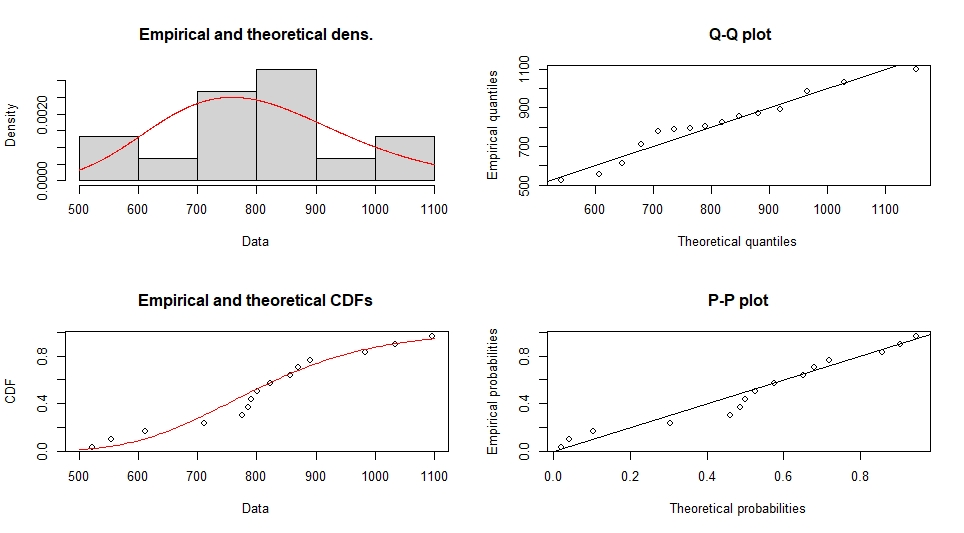 Empirical and theoretical dens.
Density
0.0000 0.0020
500 600 700 800 900 1000 1100
Data
Q-Q plot
Empirical quantiles
500 700 900 1100
600 700 800 900 1000 1100
Theoretical quantiles
Empirical and theoretical CDFs
CDF
0.0 0.4 0.8
500 600 700 800 900 1000 1100
Data
P-P plot
Empirical probabilities
0.0 0.4 0.8
0.0 0.2 0.4 0.6 0.8
Theoretical probabilities